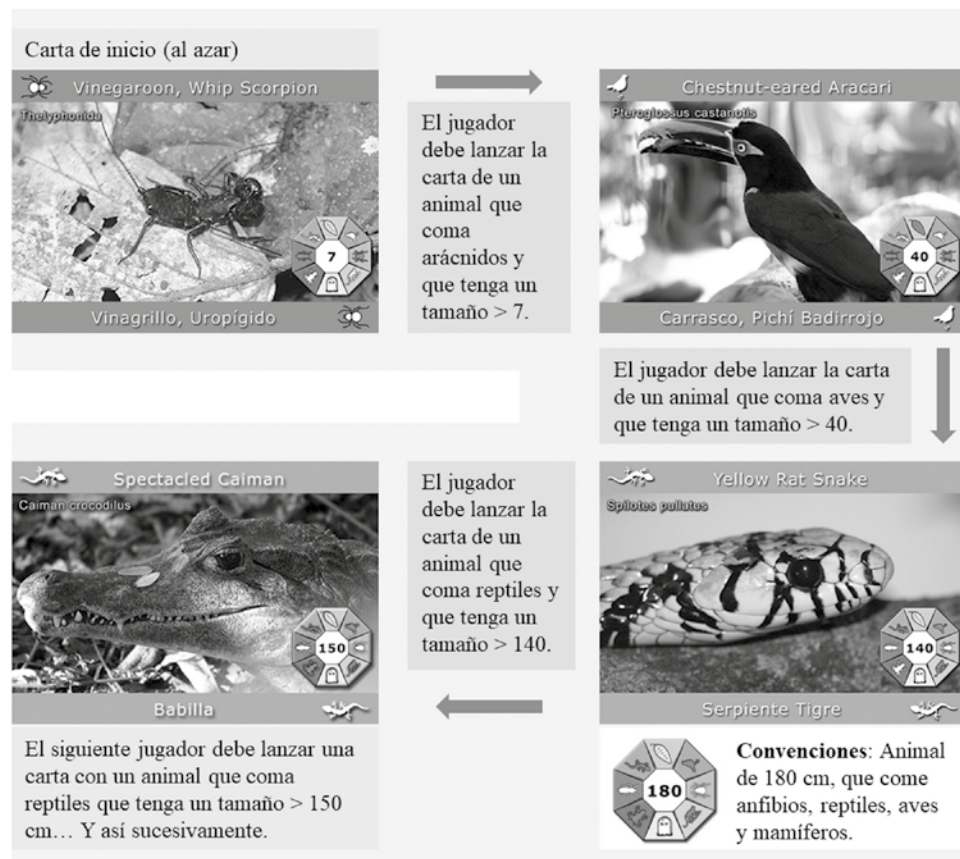 Carta de inicio (al azar)
Vinegaroon, Whip Scorpion
Thelyphonida
7
Vinagrillo, Uropígido
El jugador
debe lanzar la
carta de un
animal que
coma
arácnidos y
que tenga un
tamaño > 7.
Chestnut-eared Aracari
Pteroglossus castanotis
40
Carrasco, Pichí Badirrojo
El jugador debe lanzar la carta
de un animal que coma aves y
que tenga un tamaño > 40.
Yellow Rat Snake
Spilotes pullatus
140
Serpiente Tigre
El jugador
debe lanzar la
carta de un
animal que
coma reptiles y
que tenga un
tamaño > 140.
Spectacled Caiman
Caiman crocodilus
150
Babilla
El siguiente jugador debe lanzar una
carta con un animal que coma
reptiles que tenga un tamaño > 150
cm… Y así sucesivamente.
180
Convenciones: Animal
de 180 cm, que come
anfibios, reptiles, aves
y mamíferos.